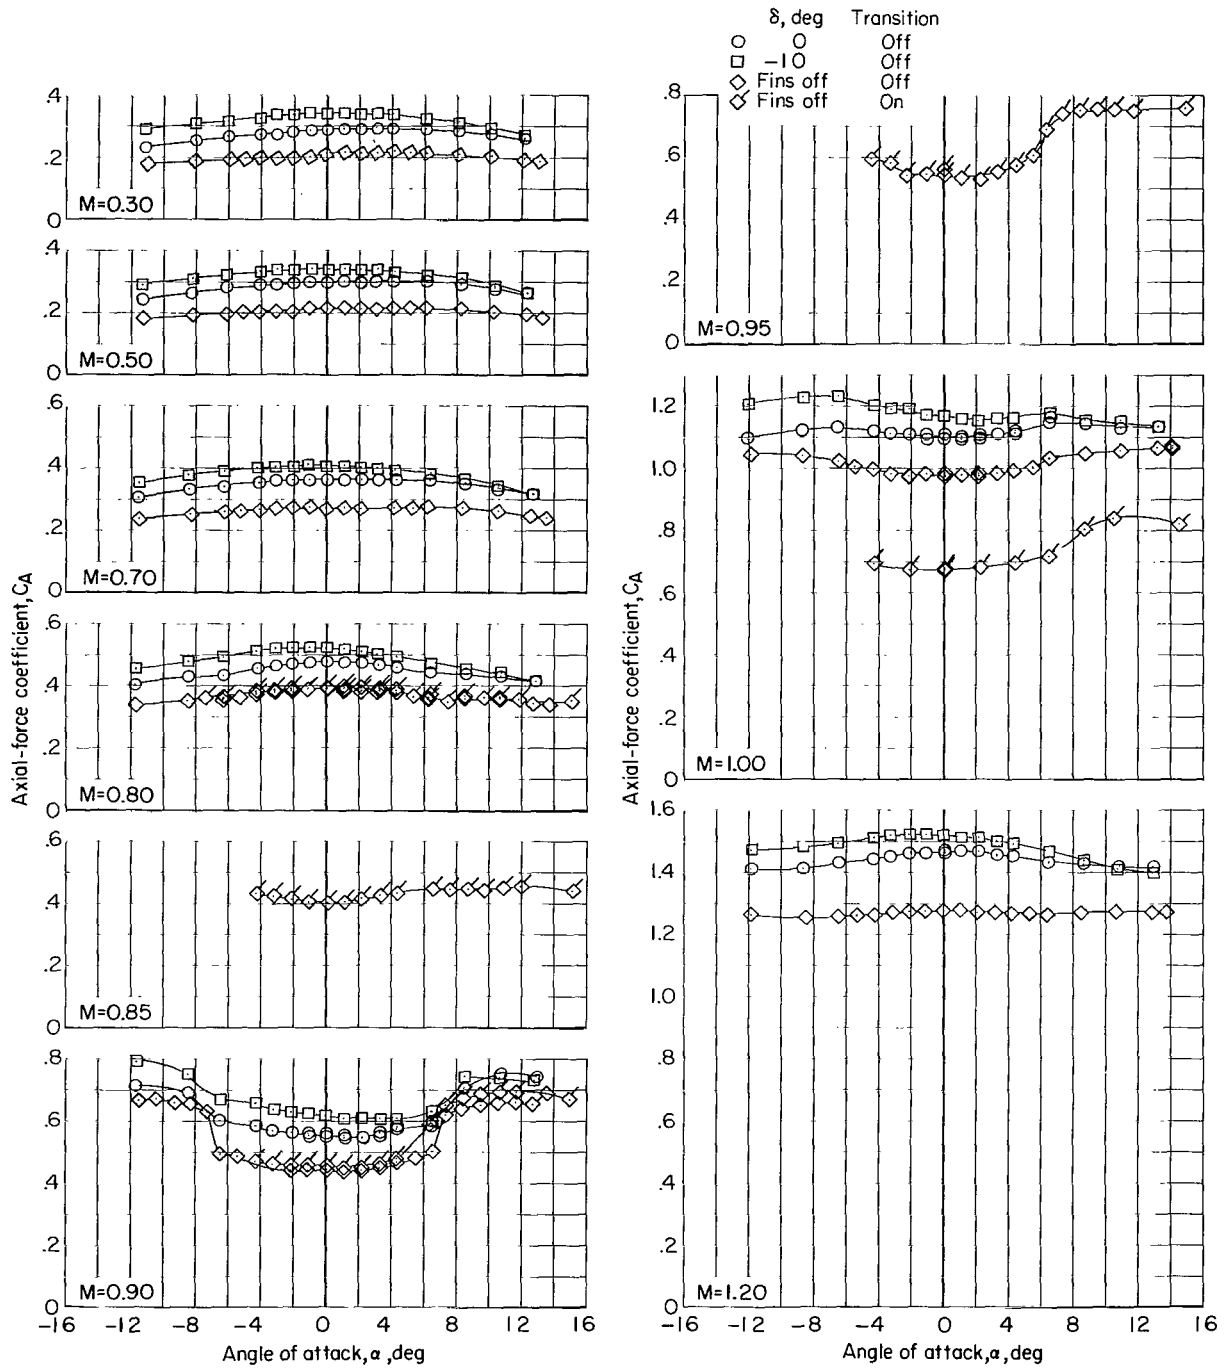 δ, deg Transition
0 Off
-10 Off
Fins off Off
Fins off On
.4
.2
0
M=0.30
.4
.2
0
M=0.50
.6
.4
.2
0
M=0.70
.6
.4
.2
0
M=0.80
.6
.4
.2
0
M=0.85
.8
.6
.4
.2
0
M=0.90
-16 -12 -8 -4 0 4 8 12 16
Angle of attack, α, deg
Axial-force coefficient, CA
.8
.6
.4
.2
0
M=0.95
1.2
1.0
.8
.6
.4
.2
0
M=1.00
1.6
1.4
1.2
1.0
.8
.6
.4
.2
0
M=1.20
-16 -12 -8 -4 0 4 8 12 16
Angle of attack, α, deg
Axial-force coefficient, CA